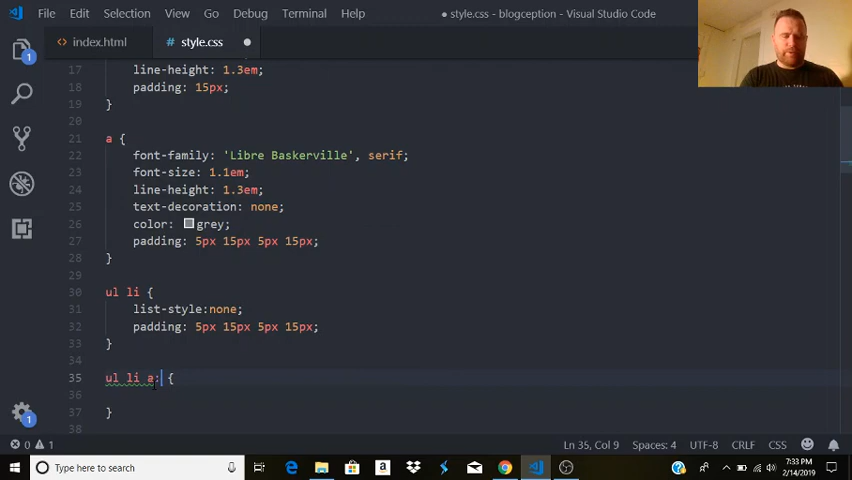 File Edit Selection View Go Debug Terminal Help
● style.css - blogception - Visual Studio Code
<> index.html
# style.css ●
17 line-height: 1.3em;
18 padding: 15px;
19 }
20
21 a {
22 font-family: 'Libre Baskerville', serif;
23 font-size: 1.1em;
24 line-height: 1.3em;
25 text-decoration: none;
26 color: grey;
27 padding: 5px 15px 5px 15px;
28 }
29
30 ul li {
31 list-style:none;
32 padding: 5px 15px 5px 15px;
33 }
34
35 ul li a: {
36
37 }
38
1
1
0 1
Ln 35, Col 9 Spaces: 4 UTF-8 CRLF CSS
Type here to search
7:33 PM
2/14/2019